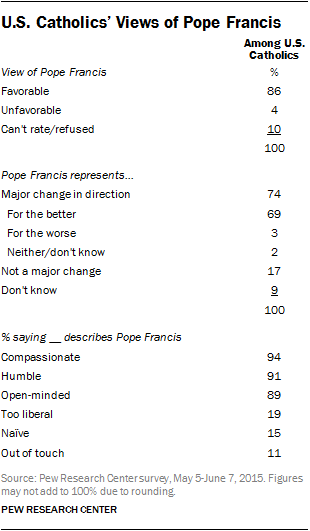 U.S. Catholics’ Views of Pope Francis
Among U.S.
Catholics
View of Pope Francis %
Favorable 86
Unfavorable 4
Can't rate/refused 10
100
Pope Francis represents...
Major change in direction 74
For the better 69
For the worse 3
Neither/don't know 2
Not a major change 17
Don't know 9
100
% saying __ describes Pope Francis
Compassionate 94
Humble 91
Open-minded 89
Too liberal 19
Naïve 15
Out of touch 11
Source: Pew Research Center survey, May 5-June 7, 2015. Figures
may not add to 100% due to rounding.
PEW RESEARCH CENTER